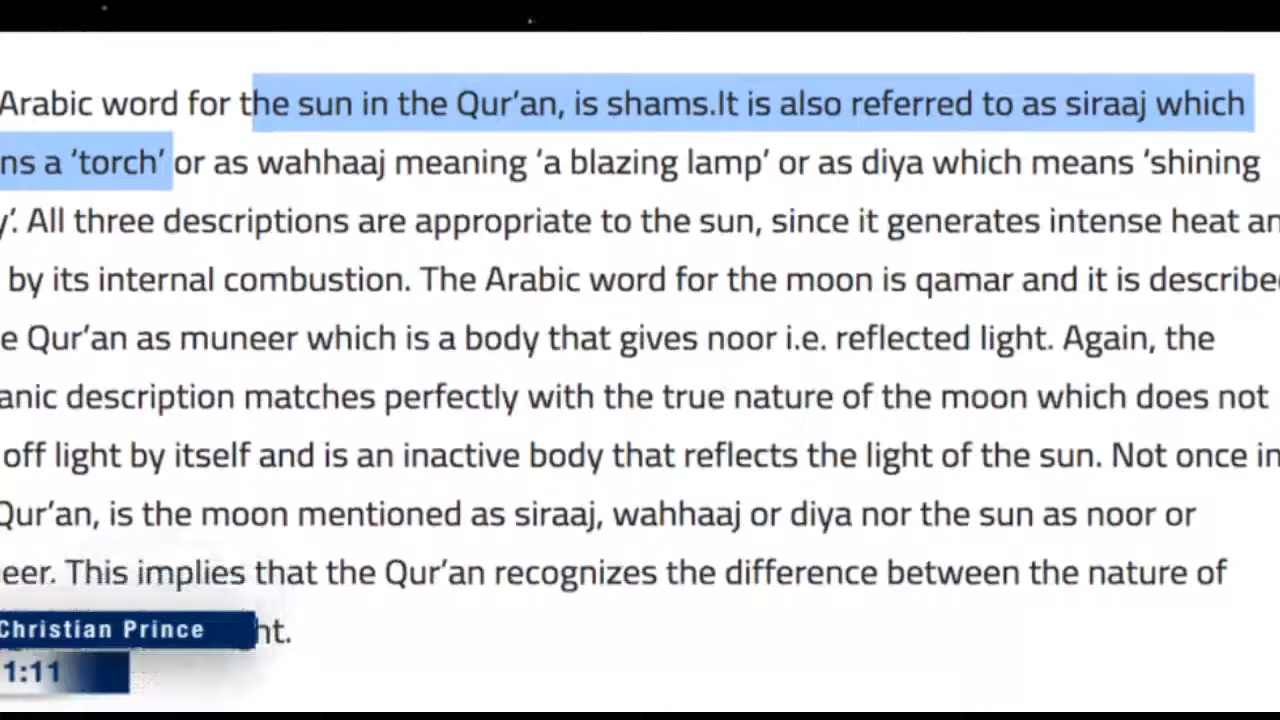 Arabic word for the sun in the Qur’an, is shams.It is also referred to as siraaj which
ns a ‘torch’ or as wahhaaj meaning ‘a blazing lamp’ or as diya which means ‘shining
y’. All three descriptions are appropriate to the sun, since it generates intense heat an
by its internal combustion. The Arabic word for the moon is qamar and it is describe
e Qur’an as muneer which is a body that gives noor i.e. reflected light. Again, the
anic description matches perfectly with the true nature of the moon which does not
off light by itself and is an inactive body that reflects the light of the sun. Not once in
Qur’an, is the moon mentioned as siraaj, wahhaaj or diya nor the sun as noor or
eer. This implies that the Qur’an recognizes the difference between the nature of
ht.
Christian Prince
1:11